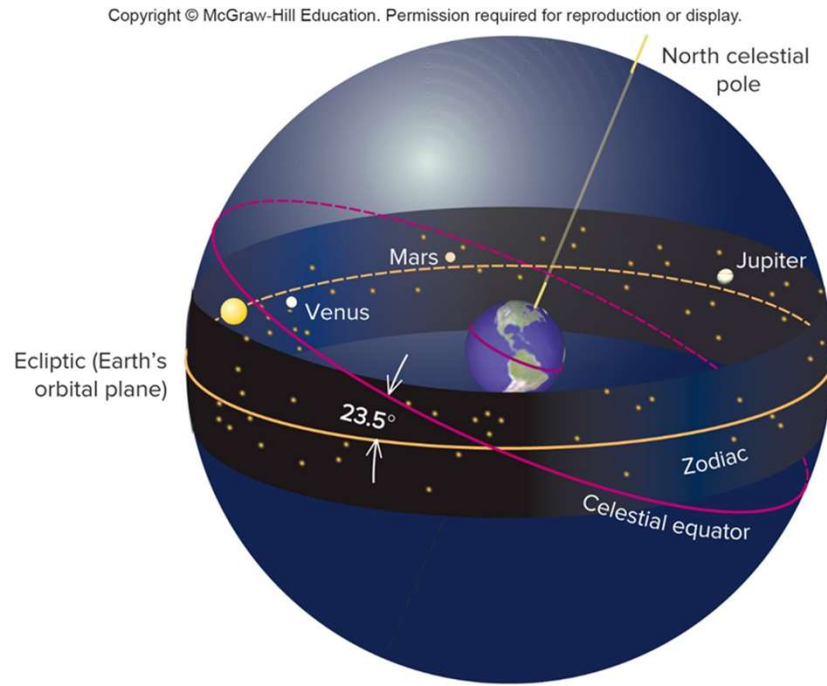 Copyright © McGraw-Hill Education. Permission required for reproduction or display.
North celestial
pole
Mars
Jupiter
Venus
Ecliptic (Earth's
orbital plane)
23.5°
Zodiac
Celestial equator